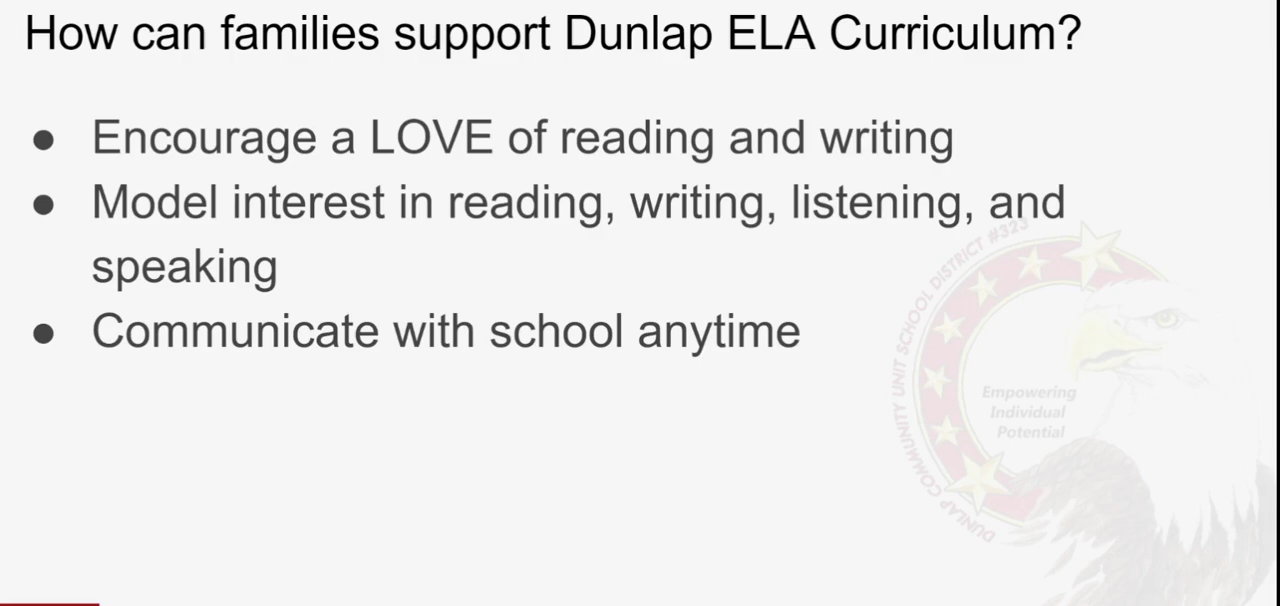 How can families support Dunlap ELA Curriculum?
● Encourage a LOVE of reading and writing
● Model interest in reading, writing, listening, and
speaking
● Communicate with school anytime
DUNLAP COMMUNITY UNIT SCHOOL DISTRICT #323
Empowering
Individual
Potential